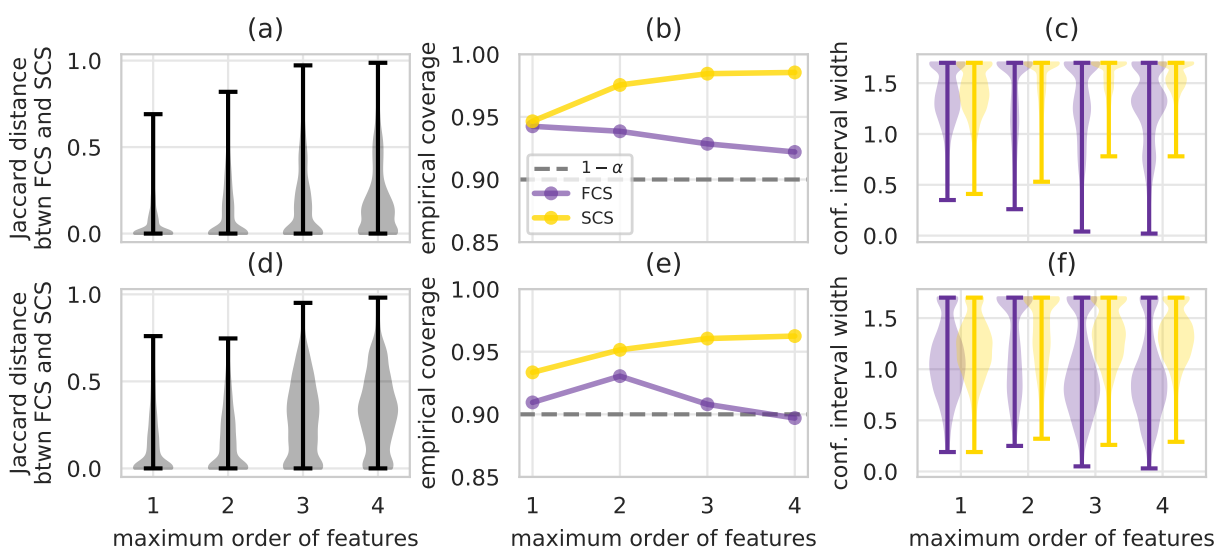 (a)
Jaccard distance
btwn FCS and SCS
1.0
0.5
0.0
(b)
empirical coverage
1.00
0.95
0.90
0.85
1 − α
FCS
SCS
(c)
conf. interval width
1.5
1.0
0.5
0.0
(d)
Jaccard distance
btwn FCS and SCS
1.0
0.5
0.0
1 2 3 4
maximum order of features
(e)
empirical coverage
1.00
0.95
0.90
0.85
1 2 3 4
maximum order of features
(f)
conf. interval width
1.5
1.0
0.5
0.0
1 2 3 4
maximum order of features